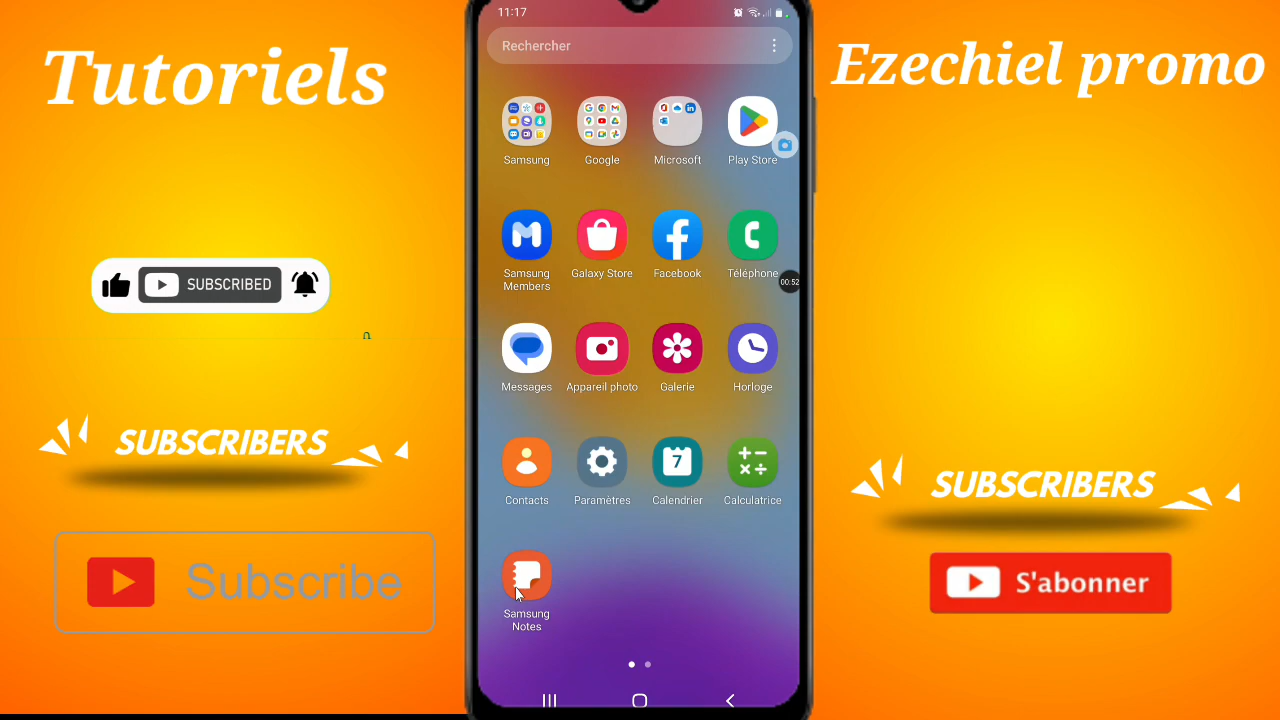 Tutoriels
Ezechiel promo
11:17
Rechercher
Samsung
Google
Microsoft
Play Store
Samsung
Members
Galaxy Store
Facebook
Téléphone
00:52
Messages
Appareil photo
Galerie
Horloge
Contacts
Paramètres
7
Calendrier
Calculatrice
Samsung
Notes
SUBSCRIBED
SUBSCRIBERS
Subscribe
SUBSCRIBERS
S'abonner